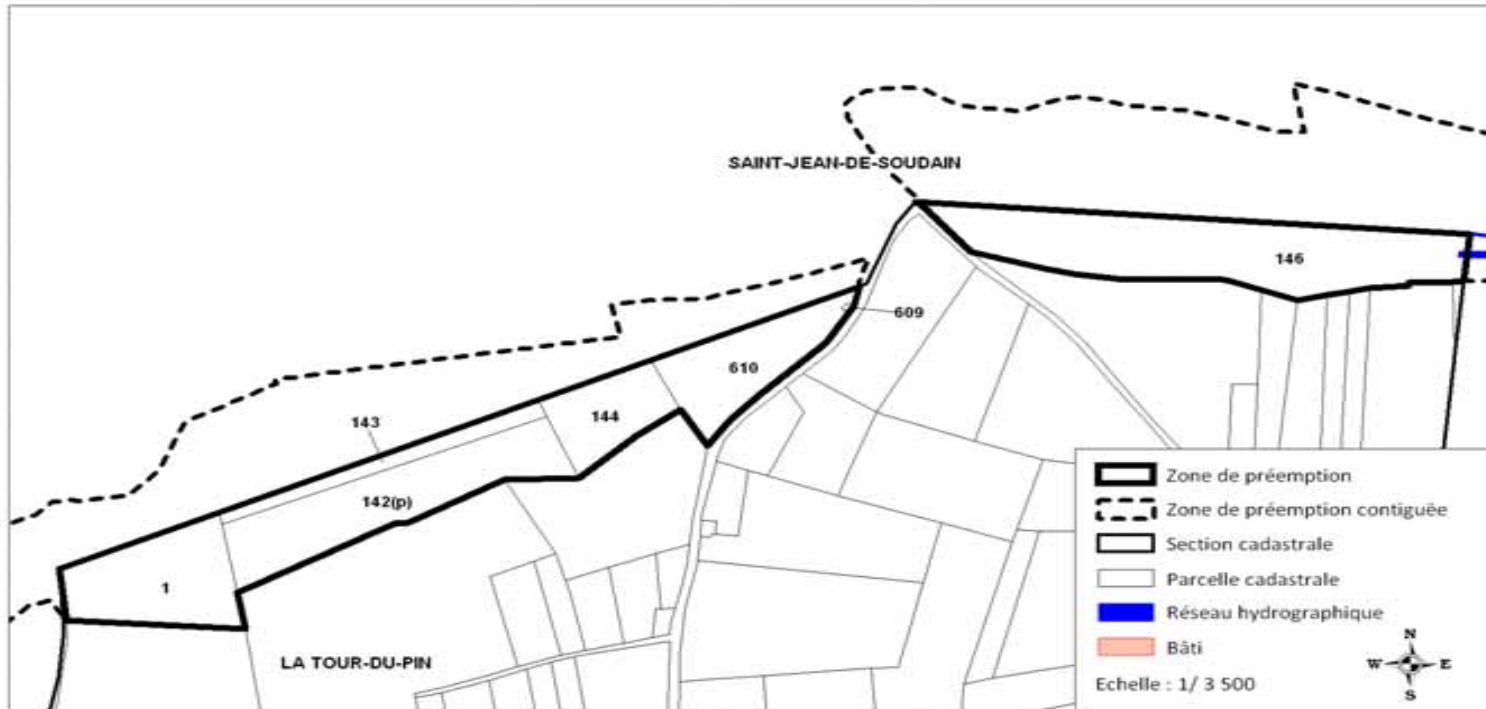 SAINT-JEAN-DE-SOUDAIN
146
609
610
144
143
142(p)
1
LA TOUR-DU-PIN
Zone de préemption
Zone de préemption contiguëe
Section cadastrale
Parcelle cadastrale
Réseau hydrographique
Bâti
Echelle : 1/ 3 500
N
W E
S